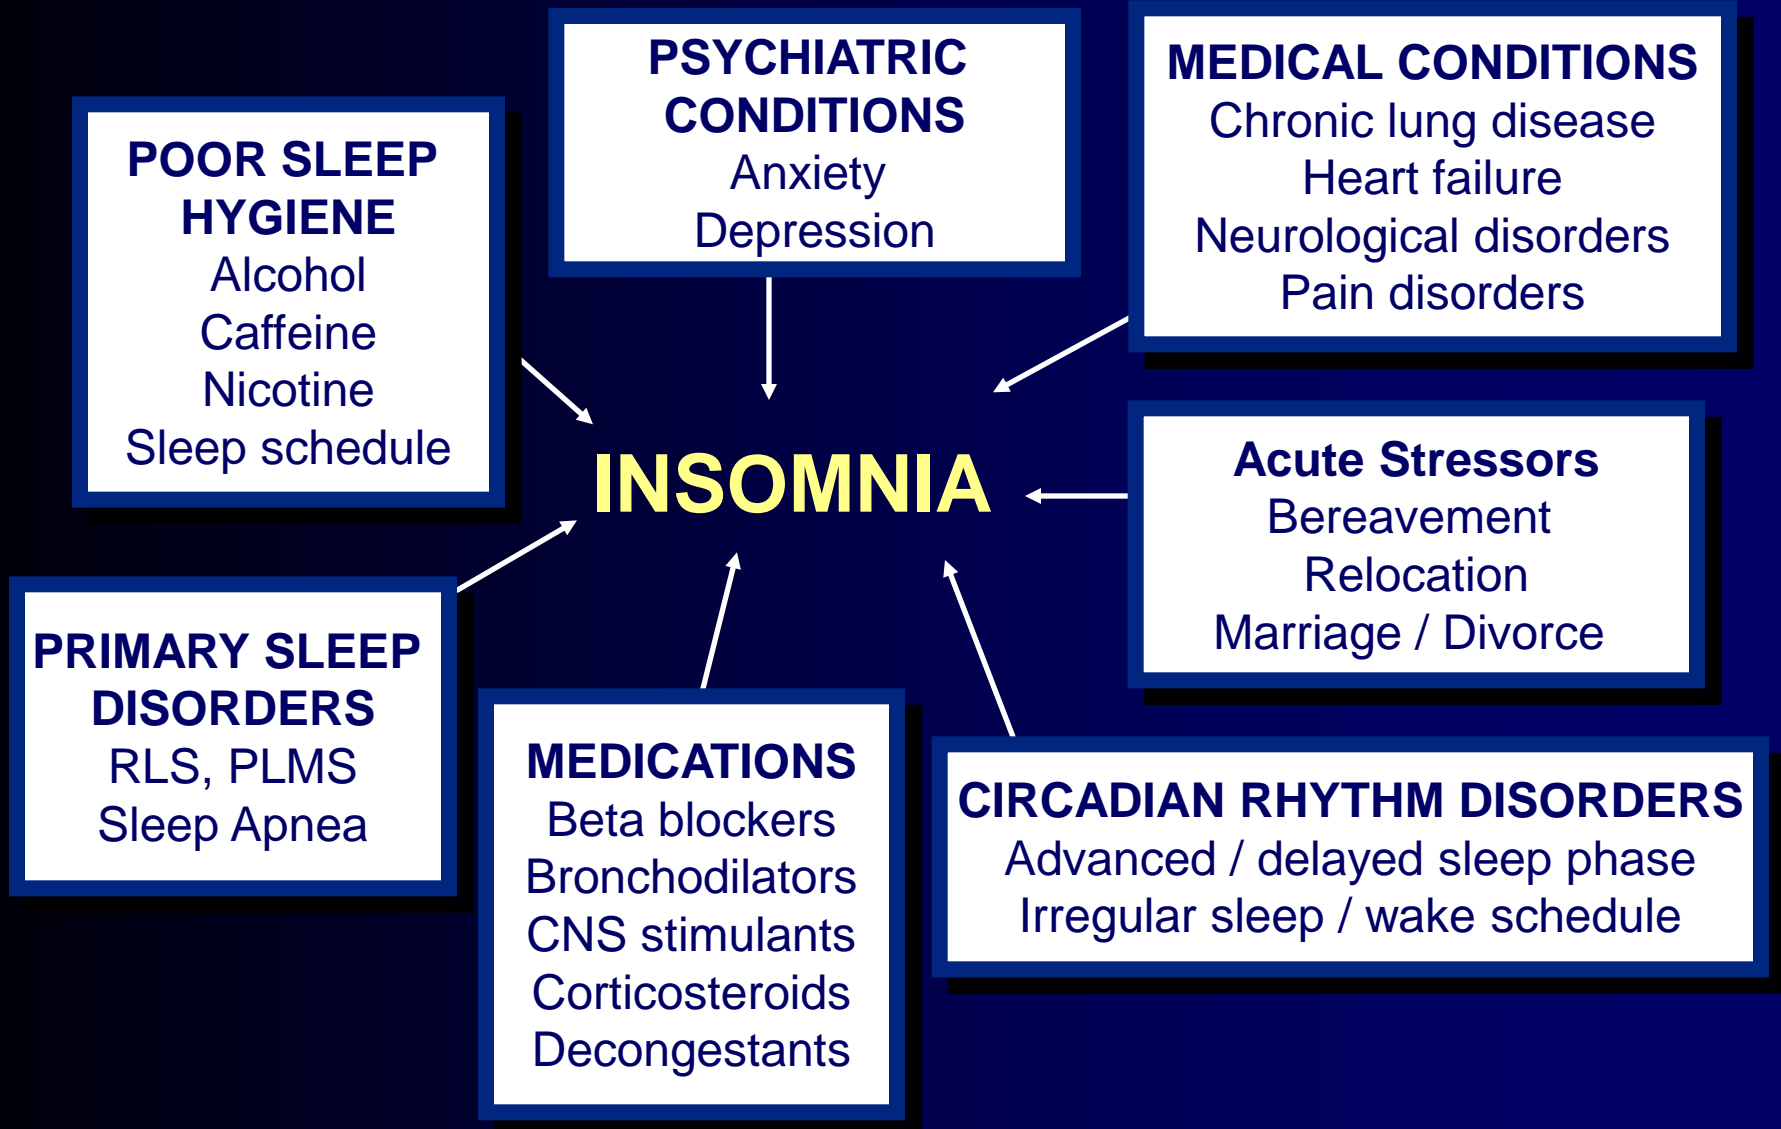 PSYCHIATRIC
CONDITIONS
Anxiety
Depression
MEDICAL CONDITIONS
Chronic lung disease
Heart failure
Neurological disorders
Pain disorders
POOR SLEEP
HYGIENE
Alcohol
Caffeine
Nicotine
Sleep schedule
INSOMNIA
Acute Stressors
Bereavement
Relocation
Marriage / Divorce
PRIMARY SLEEP
DISORDERS
RLS, PLMS
Sleep Apnea
MEDICATIONS
Beta blockers
Bronchodilators
CNS stimulants
Corticosteroids
Decongestants
CIRCADIAN RHYTHM DISORDERS
Advanced / delayed sleep phase
Irregular sleep / wake schedule